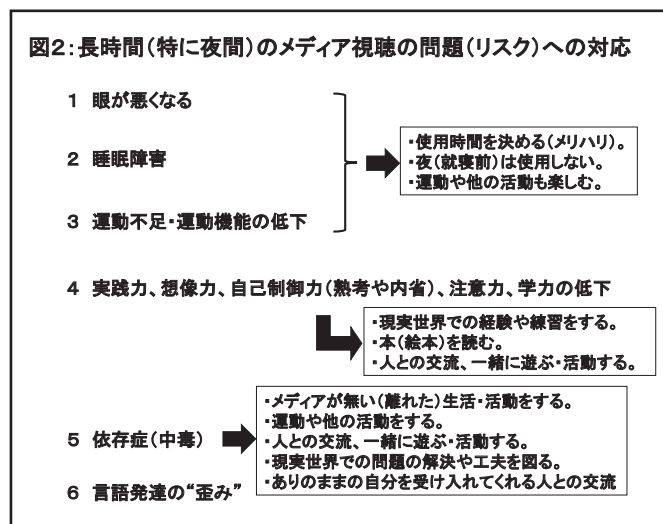 図2：長時間（特に夜間）のメディア視聴の問題（リスク）への対応
1 眼が悪くなる
2 睡眠障害
3 運動不足・運動機能の低下
・使用時間を決める（メリハリ）。
・夜（就寝前）は使用しない。
・運動や他の活動も楽しむ。
4 実践力、想像力、自己制御力（熟考や内省）、注意力、学力の低下
・現実世界での経験や練習をする。
・本（絵本）を読む。
・人との交流、一緒に遊ぶ・活動する。
5 依存症（中毒）
・メディアが無い（離れた）生活・活動をする。
・運動や他の活動をする。
・人との交流、一緒に遊ぶ・活動する。
・現実世界での問題の解決や工夫を図る。
・ありのままの自分を受け入れてくれる人との交流
6 言語発達の“歪み”